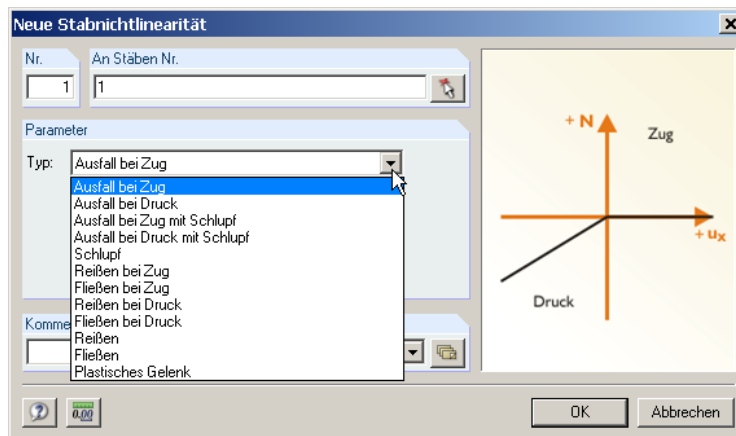 Neue Stabnichtlinearität
Nr.
An Stäben Nr.
1
1
Parameter
Typ:
Ausfall bei Zug
Ausfall bei Zug
Ausfall bei Druck
Ausfall bei Zug mit Schlupf
Ausfall bei Druck mit Schlupf
Schlupf
Reißen bei Zug
Fließen bei Zug
Reißen bei Druck
Fließen bei Druck
Reißen
Fließen
Plastisches Gelenk
Komme
+ N
Zug
+ ux
Druck
0.00
OK
Abbrechen